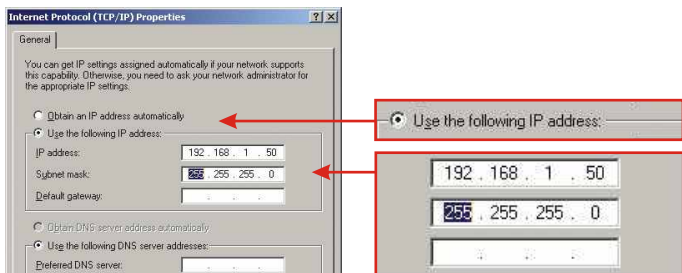 Internet Protocol (TCP/IP) Properties
General
You can get IP settings assigned automatically if your network supports
this capability. Otherwise, you need to ask your network administrator for
the appropriate IP settings.
Obtain an IP address automatically
Use the following IP address:
IP address: 192 . 168 . 1 . 50
Subnet mask: 255 . 255 . 255 . 0
Default gateway: . . .
Obtain DNS server address automatically
Use the following DNS server addresses:
Preferred DNS server: . . .
Use the following IP address:
192 . 168 . 1 . 50
255 . 255 . 255 . 0
. . .